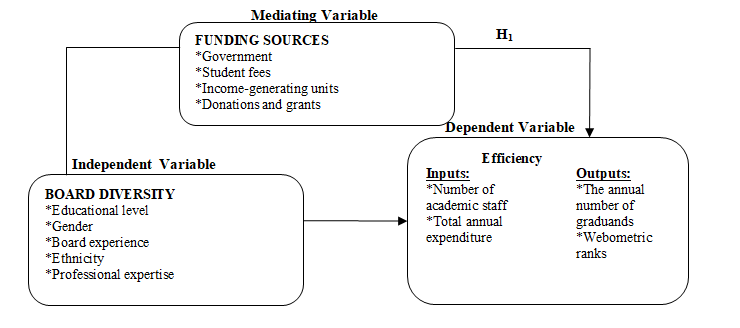 Mediating Variable
FUNDING SOURCES
*Government
*Student fees
*Income-generating units
*Donations and grants
H1
Independent Variable
BOARD DIVERSITY
*Educational level
*Gender
*Board experience
*Ethnicity
*Professional expertise
Dependent Variable
Efficiency
Inputs:
*Number of
academic staff
*Total annual
expenditure
Outputs:
*The annual
number of
graduands
*Webometric
ranks